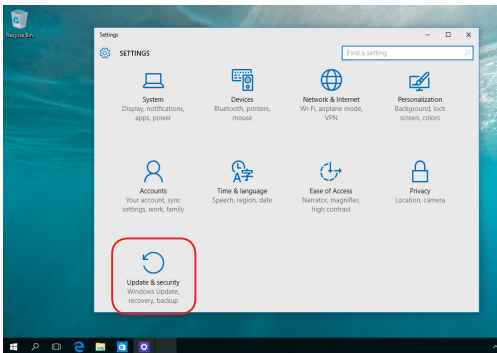 Recycle Bin
Settings
SETTINGS
Find a setting
System
Display, notifications,
apps, power
Devices
Bluetooth, printers,
mouse
Network & Internet
Wi-Fi, airplane mode,
VPN
Personalization
Background, lock
screen, colors
Accounts
Your account, sync
settings, work, family
Time & language
Speech, region, date
Ease of Access
Narrator, magnifier,
high contrast
Privacy
Location, camera
Update & security
Windows Update,
recovery, backup